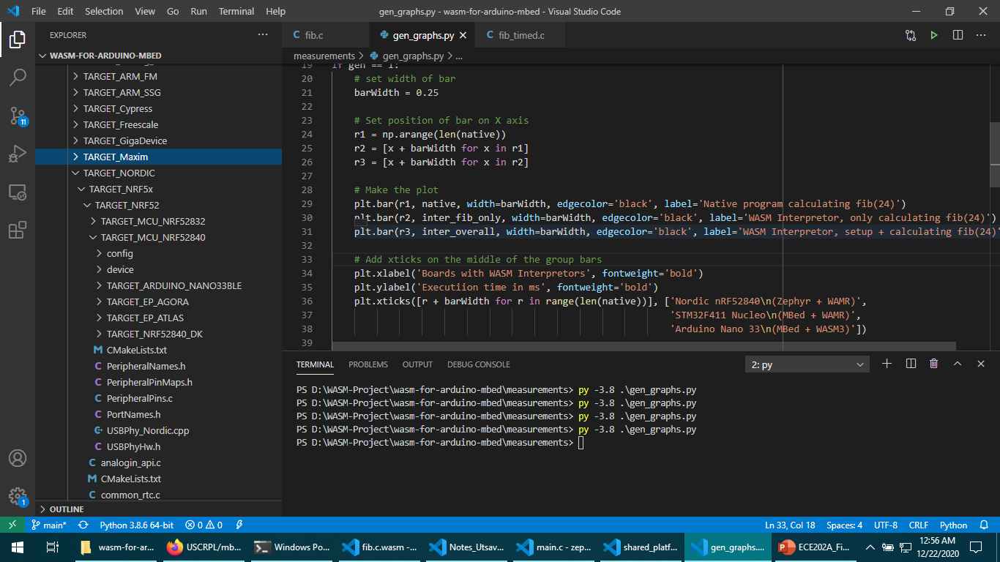 File Edit Selection View Go Run Terminal Help gen_graphs.py - wasm-for-arduino-mbed - Visual Studio Code
EXPLORER
WASM-FOR-ARDUINO-MBED
TARGET_ARM_FM
TARGET_ARM_SSG
TARGET_Cypress
TARGET_Freescale
TARGET_GigaDevice
TARGET_Maxim
TARGET_NORDIC
TARGET_NRF5x
TARGET_NRF52
TARGET_MCU_NRF52832
TARGET_MCU_NRF52840
config
device
TARGET_ARDUINO_NANO33BLE
TARGET_EP_AGORA
TARGET_EP_ATLAS
TARGET_NRF52840_DK
CMakeLists.txt
PeripheralNames.h
PeripheralPinMaps.h
PeripheralPins.c
PortNames.h
USBPhy_Nordic.cpp
USBPhyHw.h
analogin_api.c
CMakeLists.txt
common_rtc.c
OUTLINE
11
1
fib.c gen_graphs.py fib_timed.c
measurements > gen_graphs.py > ...
19 if gen == 1:
20 # set width of bar
21 barWidth = 0.25
22
23 # Set position of bar on X axis
24 r1 = np.arange(len(native))
25 r2 = [x + barWidth for x in r1]
26 r3 = [x + barWidth for x in r2]
27
28 # Make the plot
29 plt.bar(r1, native, width=barWidth, edgecolor='black', label='Native program calculating fib(24)')
30 plt.bar(r2, inter_fib_only, width=barWidth, edgecolor='black', label='WASM Interpretor, only calculating fib(24)')
31 plt.bar(r3, inter_overall, width=barWidth, edgecolor='black', label='WASM Interpretor, setup + calculating fib(24)'
32
33 # Add xticks on the middle of the group bars
34 plt.xlabel('Boards with WASM Interpretors', fontweight='bold')
35 plt.ylabel('Executiion time in ms', fontweight='bold')
36 plt.xticks([r + barWidth for r in range(len(native))], ['Nordic nRF52840\n(Zephyr + WAMR)',
37 'STM32F411 Nucleo\n(MBed + WAMR)',
38 'Arduino Nano 33\n(MBed + WASM3)'])
39
TERMINAL PROBLEMS OUTPUT DEBUG CONSOLE 2: py
PS D:\WASM-Project\wasm-for-arduino-mbed\measurements> py -3.8 .\gen_graphs.py
PS D:\WASM-Project\wasm-for-arduino-mbed\measurements> py -3.8 .\gen_graphs.py
PS D:\WASM-Project\wasm-for-arduino-mbed\measurements> py -3.8 .\gen_graphs.py
PS D:\WASM-Project\wasm-for-arduino-mbed\measurements> py -3.8 .\gen_graphs.py
PS D:\WASM-Project\wasm-for-arduino-mbed\measurements>
main* Python 3.8.6 64-bit 0 0 Ln 33, Col 18 Spaces: 4 UTF-8 CRLF Python
wasm-for-ar... USCRPL/mb... Windows Po... fib.c.wasm -... Notes_Utsav... main.c - zep... shared_platf... gen_graphs.... ECE202A_Fi...
12:56 AM
12/22/2020